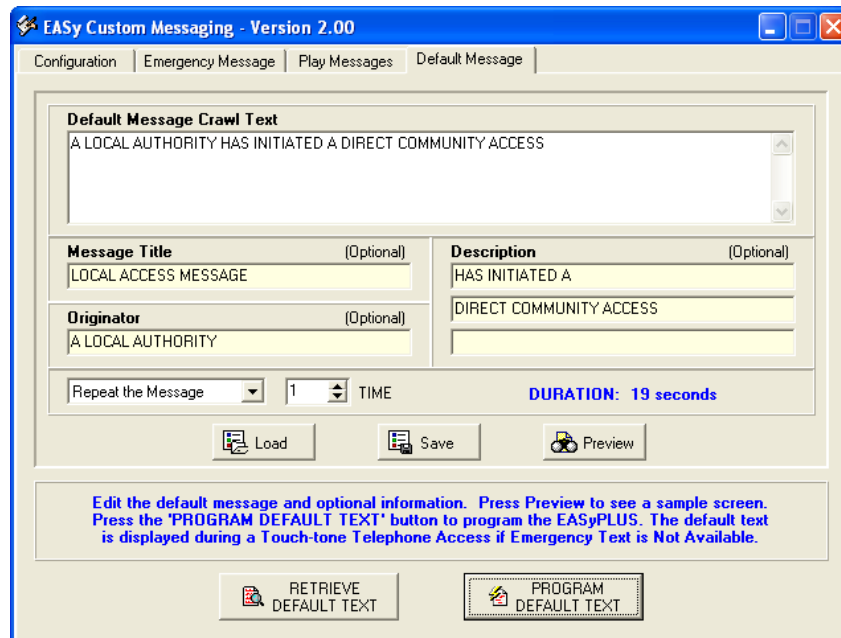 EASy Custom Messaging - Version 2.00
Configuration Emergency Message Play Messages Default Message
Default Message Crawl Text
A LOCAL AUTHORITY HAS INITIATED A DIRECT COMMUNITY ACCESS
Message Title (Optional)
LOCAL ACCESS MESSAGE
Originator (Optional)
A LOCAL AUTHORITY
Description (Optional)
HAS INITIATED A
DIRECT COMMUNITY ACCESS
Repeat the Message 1 TIME DURATION: 19 seconds
Load Save Preview
Edit the default message and optional information. Press Preview to see a sample screen.
Press the 'PROGRAM DEFAULT TEXT' button to program the EASyPLUS. The default text
is displayed during a Touch-tone Telephone Access if Emergency Text is Not Available.
RETRIEVE
DEFAULT TEXT
PROGRAM
DEFAULT TEXT